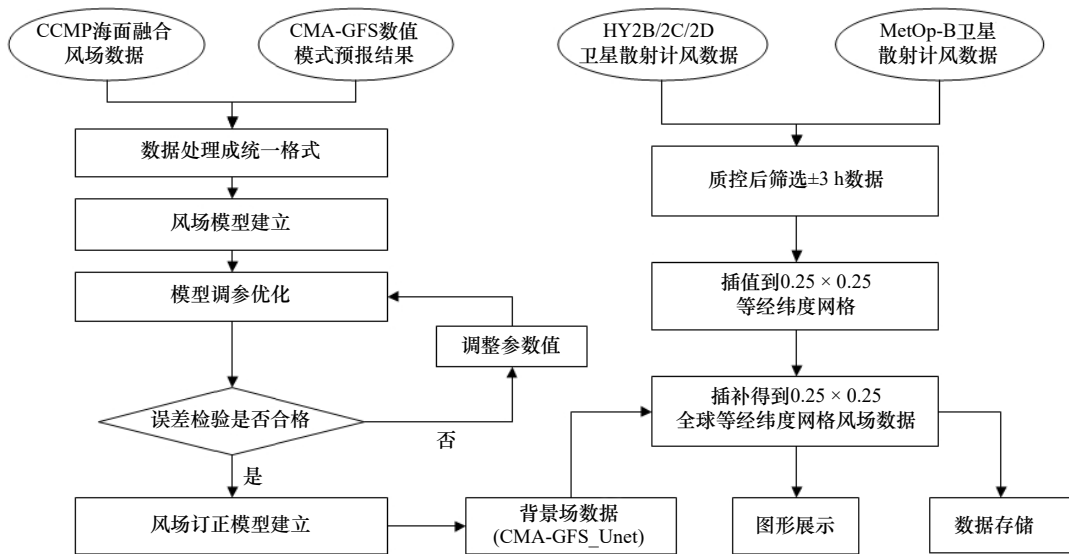 CCMP海面融合
风场数据
CMA-GFS数值
模式预报结果
HY2B/2C/2D
卫星散射计风数据
MetOp-B卫星
散射计风数据
数据处理成统一格式
质控后筛选±3 h数据
风场模型建立
模型调参优化
插值到0.25 × 0.25
等经纬度网格
调整参数值
误差检验是否合格
否
是
插补得到0.25 × 0.25
全球等经纬度网格风场数据
风场订正模型建立
背景场数据
(CMA-GFS_Unet)
图形展示
数据存储